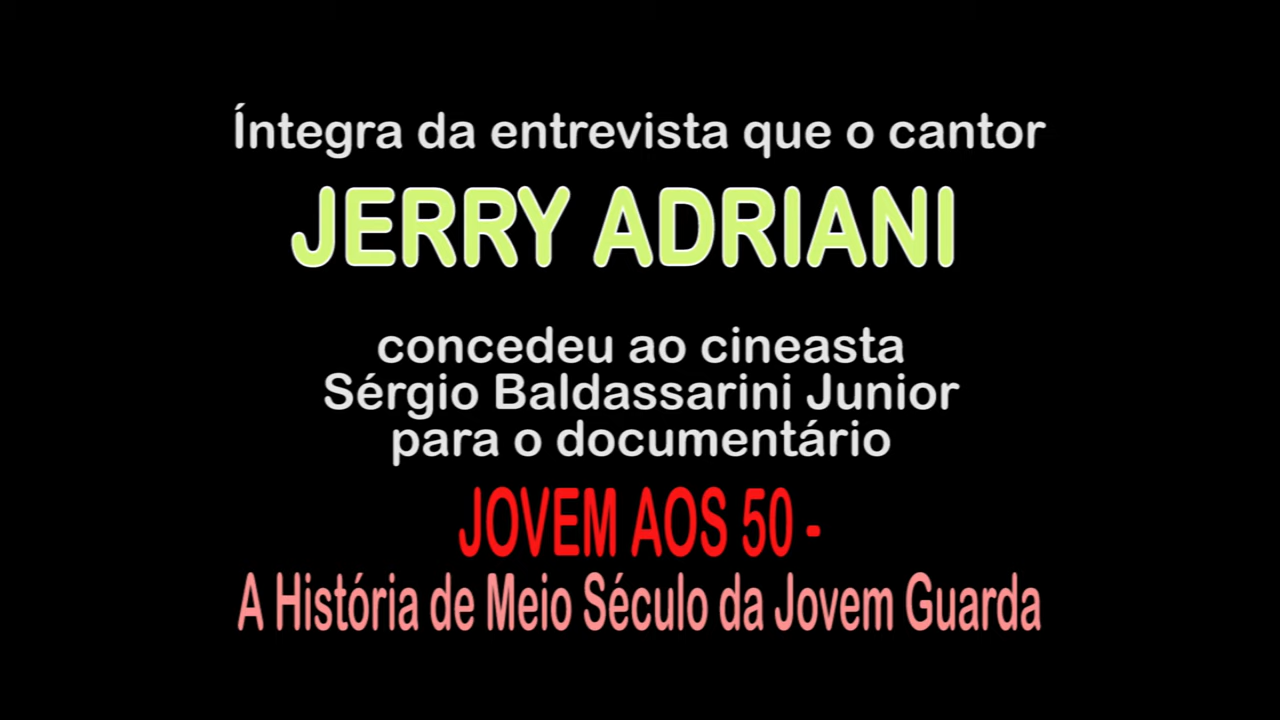 Íntegra da entrevista que o cantor
JERRY ADRIANI
concedeu ao cineasta
Sérgio Baldassarini Junior
para o documentário
JOVEM AOS 50 -
A História de Meio Século da Jovem Guarda